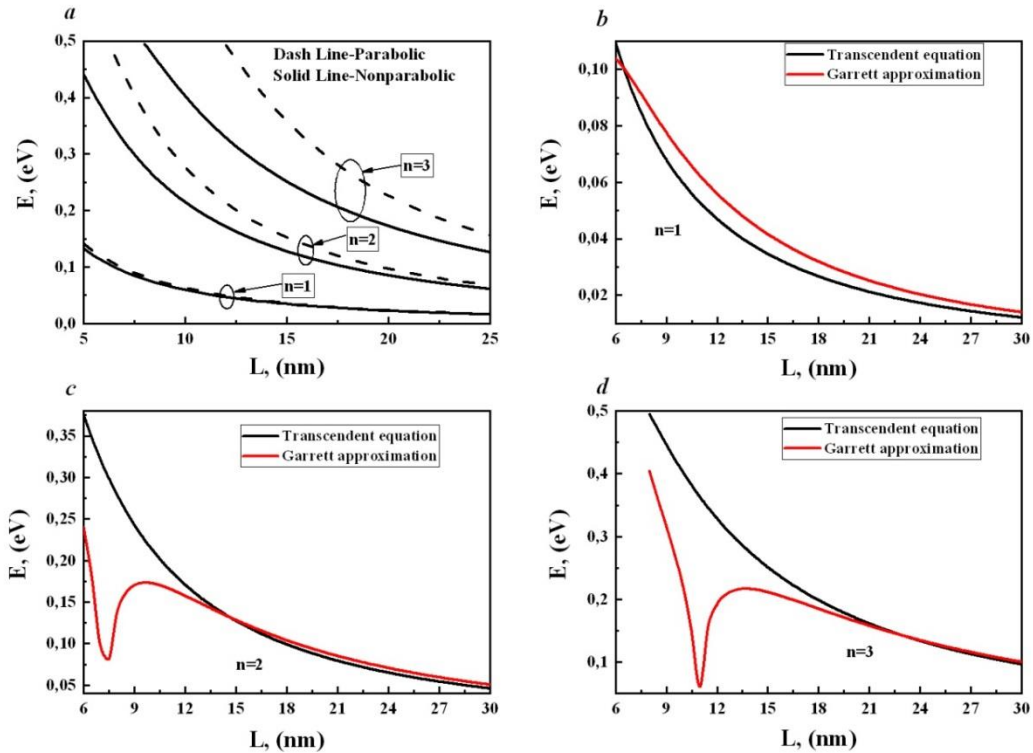 a
E, (eV)
0,5
0,4
0,3
0,2
0,1
0,0
Dash Line-Parabolic
Solid Line-Nonparabolic
n=3
n=2
n=1
5 10 15 20 25
L, (nm)
b
E, (eV)
0,10
0,08
0,06
0,04
0,02
Transcendent equation
Garrett approximation
n=1
6 9 12 15 18 21 24 27 30
L, (nm)
c
E, (eV)
0,35
0,30
0,25
0,20
0,15
0,10
0,05
Transcendent equation
Garrett approximation
n=2
6 9 12 15 18 21 24 27 30
L, (nm)
d
E, (eV)
0,5
0,4
0,3
0,2
0,1
Transcendent equation
Garrett approximation
n=3
6 9 12 15 18 21 24 27 30
L, (nm)